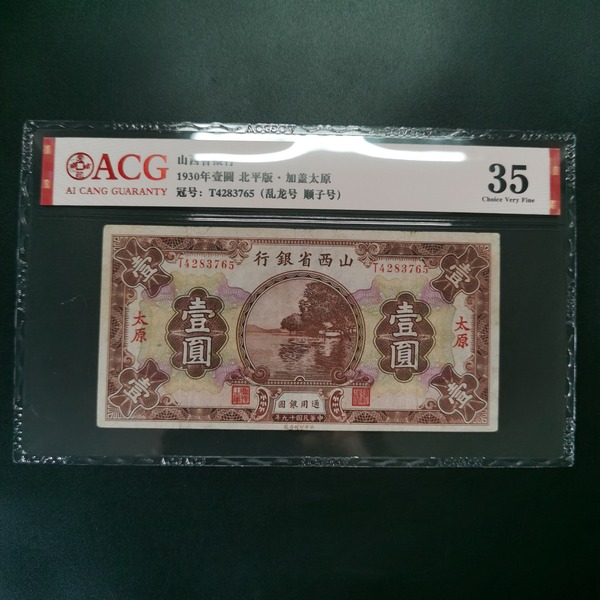 ACG
AI CANG GUARANTY
山西省银行
1930年壹圆 北平版·加盖太原
冠号：T4283765（乱龙号 顺子号）
35
Choice Very Fine
行銀省西山
T4283765
T4283765
壹
壹
壹圓
壹圓
太原
太原
壹
壹
圓銀用通
年九十國民華中